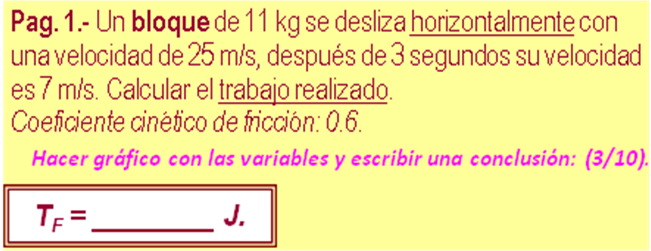 Pag. 1.- Un bloque de 11 kg se desliza horizontalmente con
una velocidad de 25 m/s, después de 3 segundos su velocidad
es 7 m/s. Calcular el trabajo realizado.
Coeficiente cinético de fricción: 0.6.
Hacer gráfico con las variables y escribir una conclusión: (3/10).
TF = ________ J.